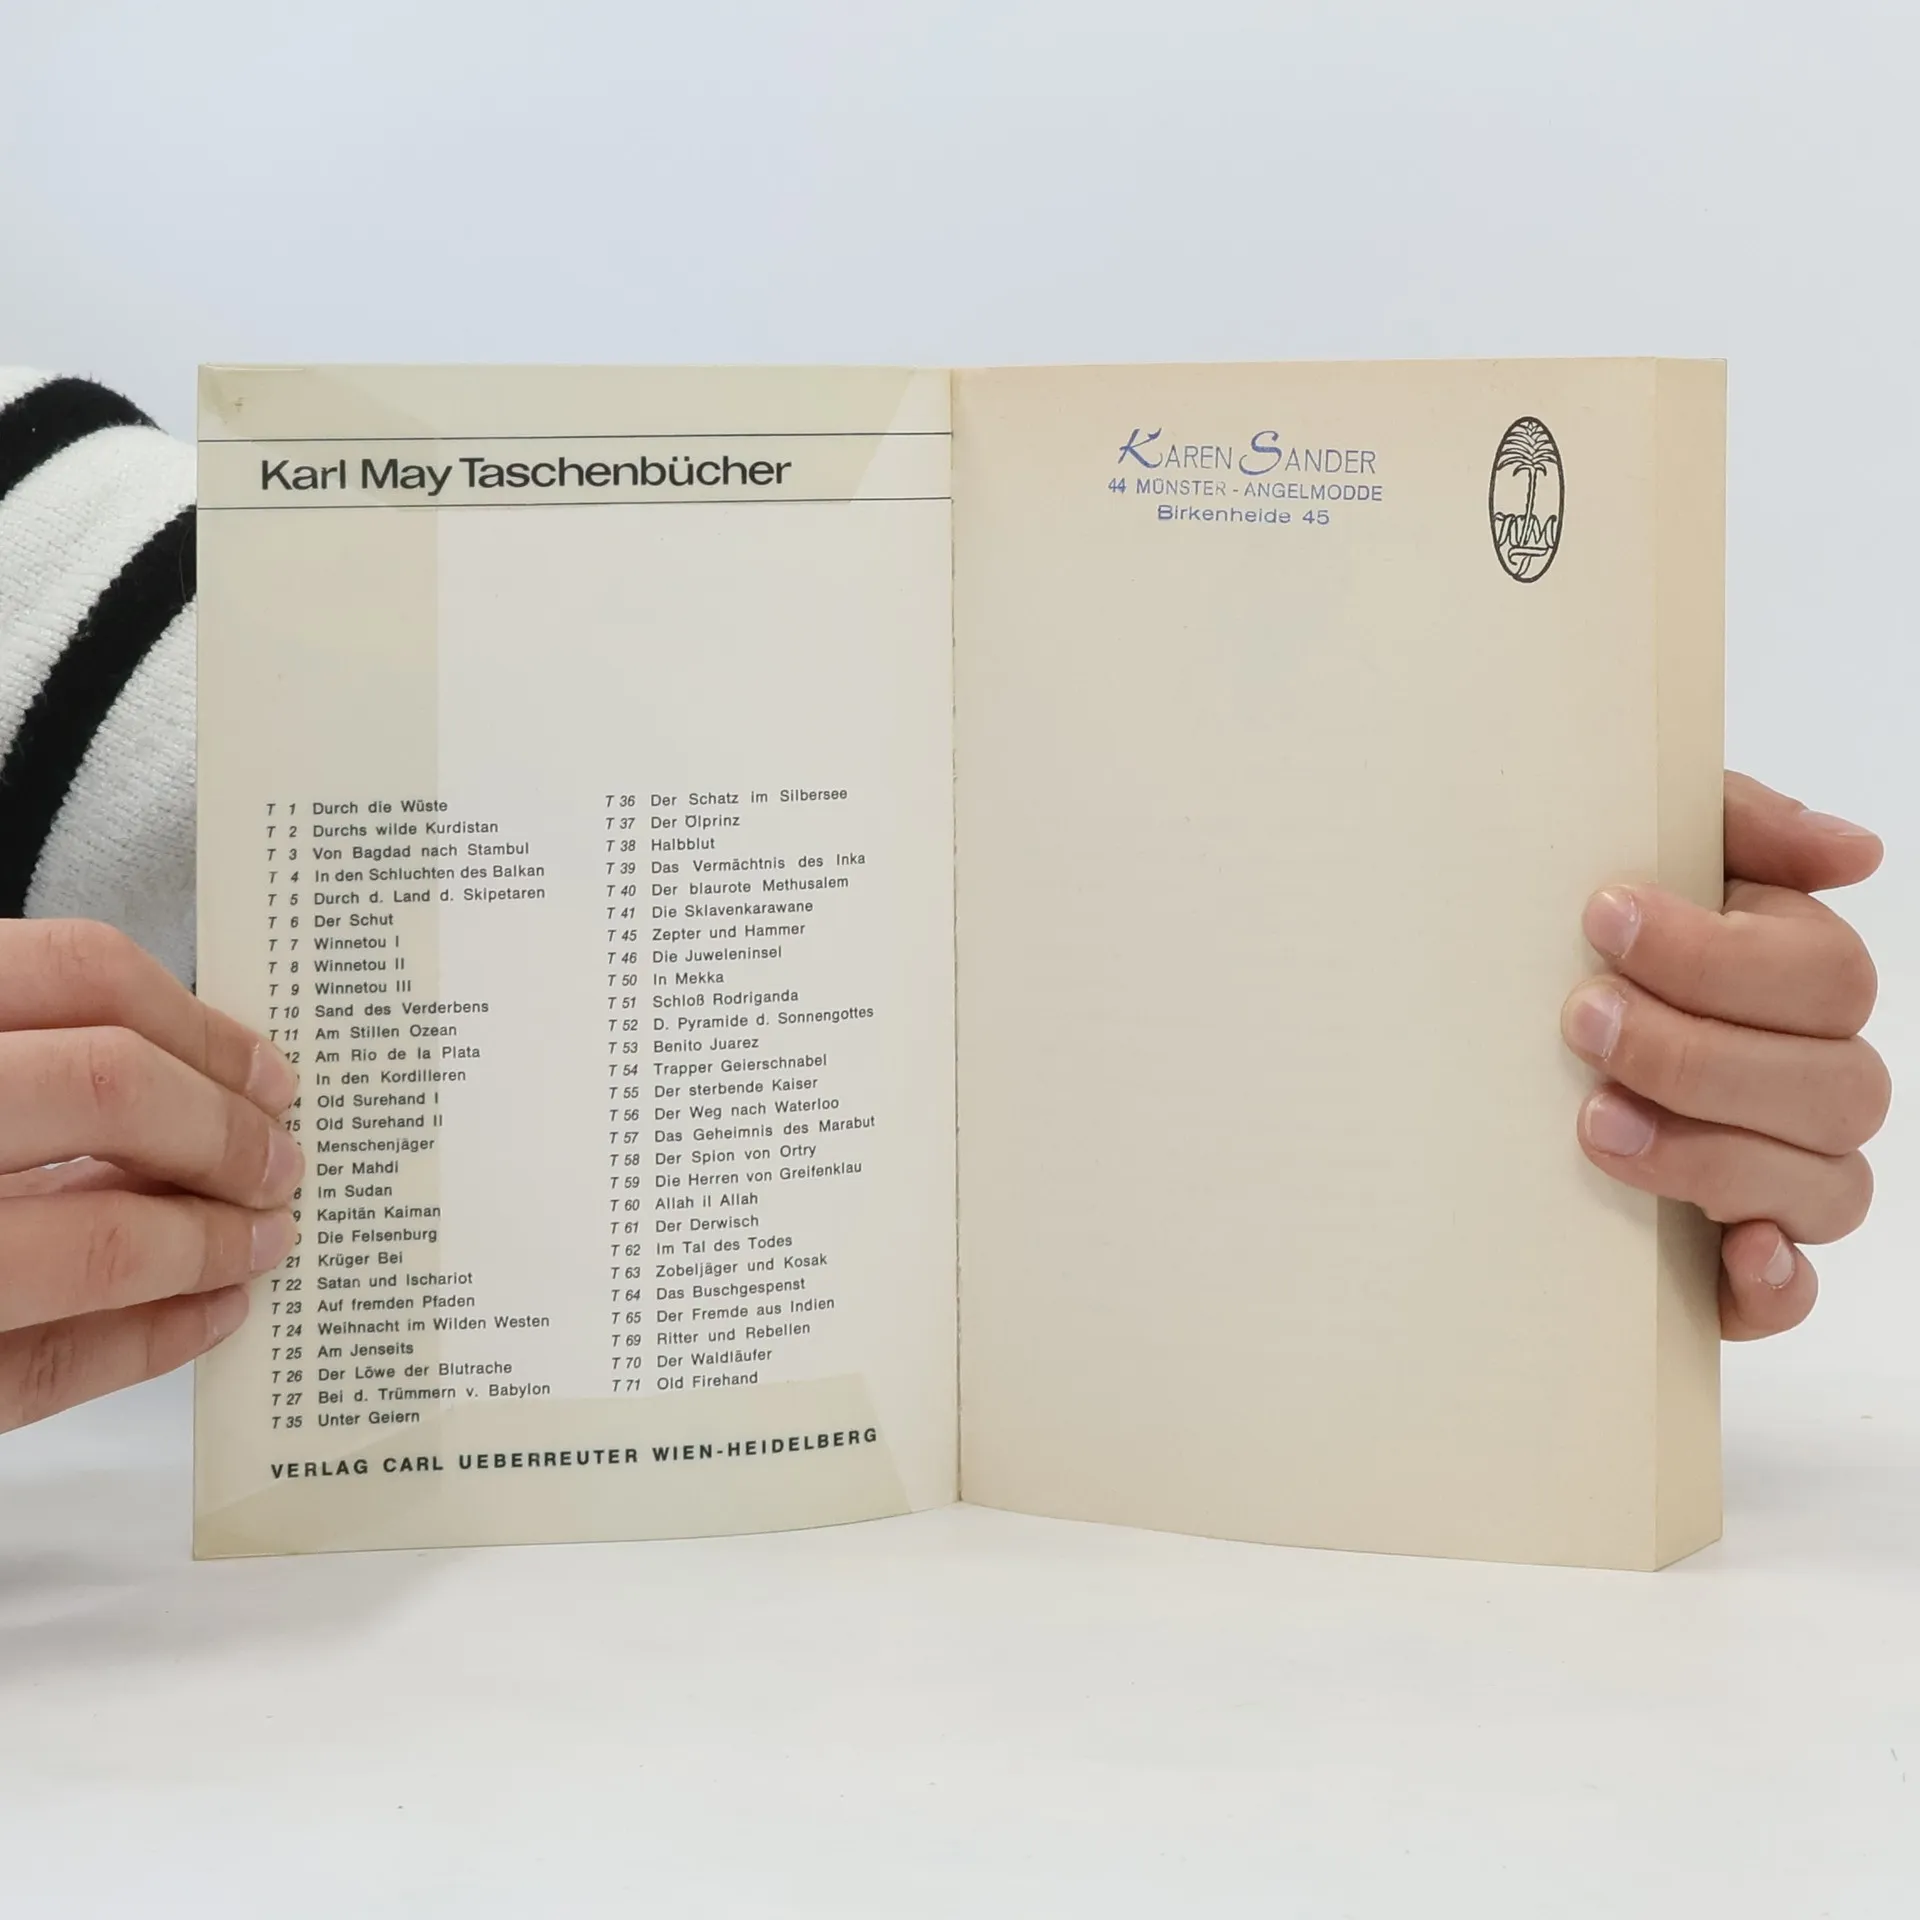 Karl May Taschenbücher
T 1 Durch die Wüste
T 2 Durchs wilde Kurdistan
T 3 Von Bagdad nach Stambul
T 4 In den Schluchten des Balkan
T 5 Durch d. Land d. Skipetaren
T 6 Der Schut
T 7 Winnetou I
T 8 Winnetou II
T 9 Winnetou III
T 10 Sand des Verderbens
T 11 Am Stillen Ozean
12 Am Rio de la Plata
In den Kordilleren
4 Old Surehand I
15 Old Surehand II
Menschenjäger
Der Mahdi
8 Im Sudan
9 Kapitän Kaiman
Die Felsenburg
21 Krüger Bei
T 22 Satan und Ischariot
T 23 Auf fremden Pfaden
T 24 Weihnacht im Wilden Westen
T 25 Am Jenseits
T 26 Der Löwe der Blutrache
T 27 Bei d. Trümmern v. Babylon
T 35 Unter Geiern
T 36 Der Schatz im Silbersee
T 37 Der Ölprinz
T 38 Halbblut
T 39 Das Vermächtnis des Inka
T 40 Der blaurote Methusalem
T 41 Die Sklavenkarawane
T 45 Zepter und Hammer
T 46 Die Juweleninsel
T 50 In Mekka
T 51 Schloß Rodriganda
T 52 D. Pyramide d. Sonnengottes
T 53 Benito Juarez
T 54 Trapper Geierschnabel
T 55 Der sterbende Kaiser
T 56 Der Weg nach Waterloo
T 57 Das Geheimnis des Marabut
T 58 Der Spion von Ortry
T 59 Die Herren von Greifenklau
T 60 Allah il Allah
T 61 Der Derwisch
T 62 Im Tal des Todes
T 63 Zobeljäger und Kosak
T 64 Das Buschgespenst
T 65 Der Fremde aus Indien
T 69 Ritter und Rebellen
T 70 Der Waldläufer
T 71 Old Firehand
VERLAG CARL UEBERREUTER WIEN-HEIDELBERG
KAREN SANDER
44 MÜNSTER - ANGELMODDE
Birkenheide 45